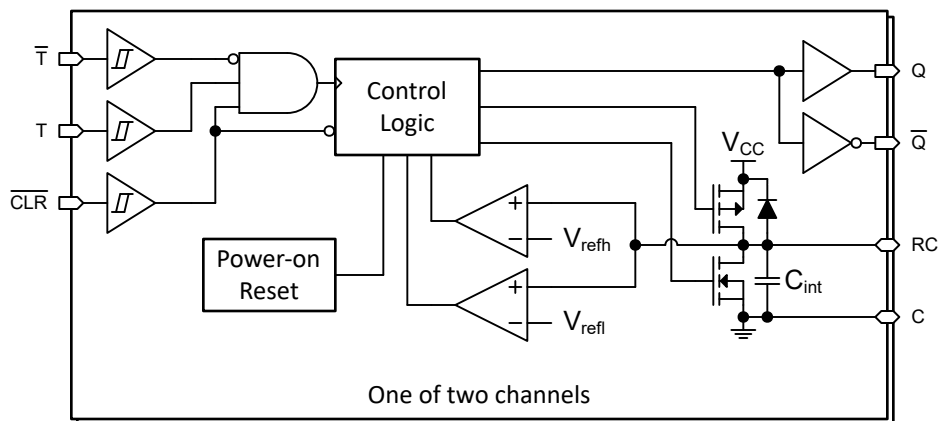 T̅
T
C̅L̅R̅
Control
Logic
Power-on
Reset
+
−
V_refh
+
−
V_refl
V_CC
C_int
Q
Q̅
RC
C
One of two channels